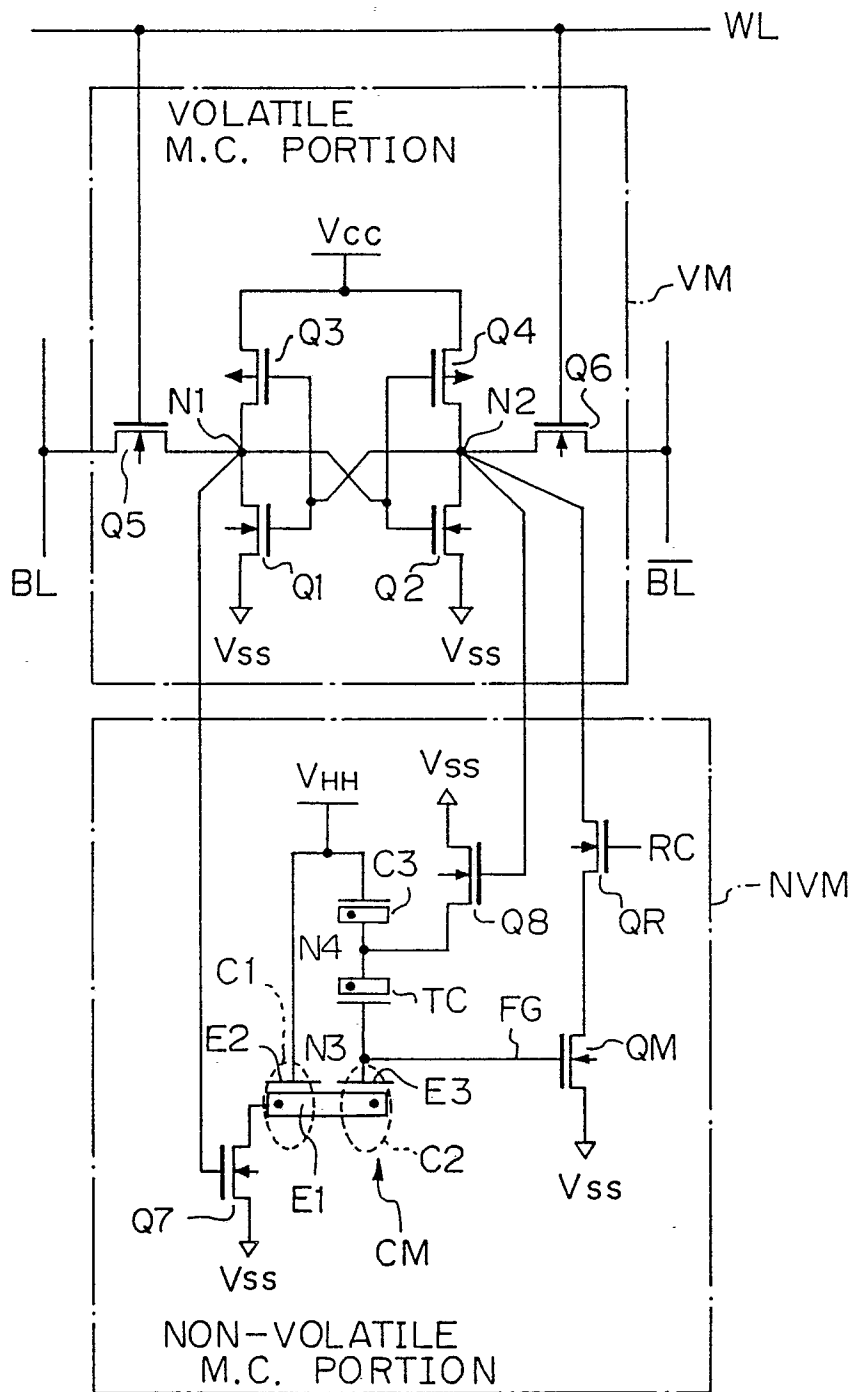 WL
VOLATILE
M.C. PORTION
Vcc
VM
Q3
Q4
Q6
N1
N2
Q5
Q1
Q2
BL
B̅L̅
Vss
Vss
Vss
VHH
C3
RC
NVM
Q8
QR
N4
C1
TC
FG
E2
N3
QM
E3
C2
E1
Vss
Q7
CM
Vss
NON-VOLATILE
M.C. PORTION